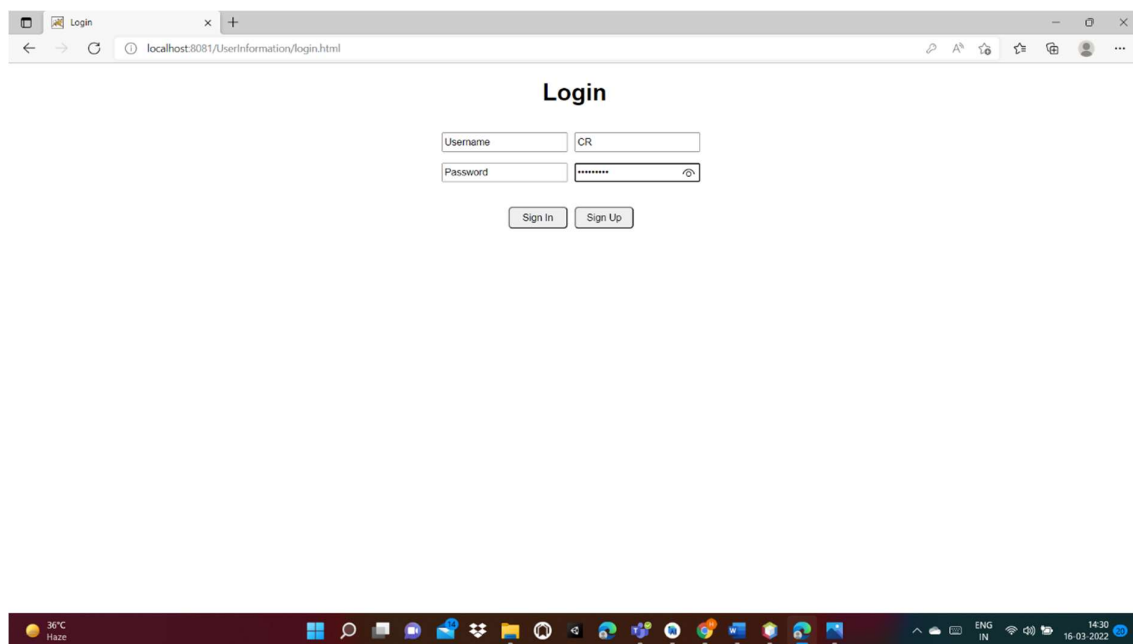 Login
localhost:8081/UserInformation/login.html
Login
Username CR
Password •••••••••
Sign In Sign Up
36°C
Haze
ENG
IN
14:30
16-03-2022